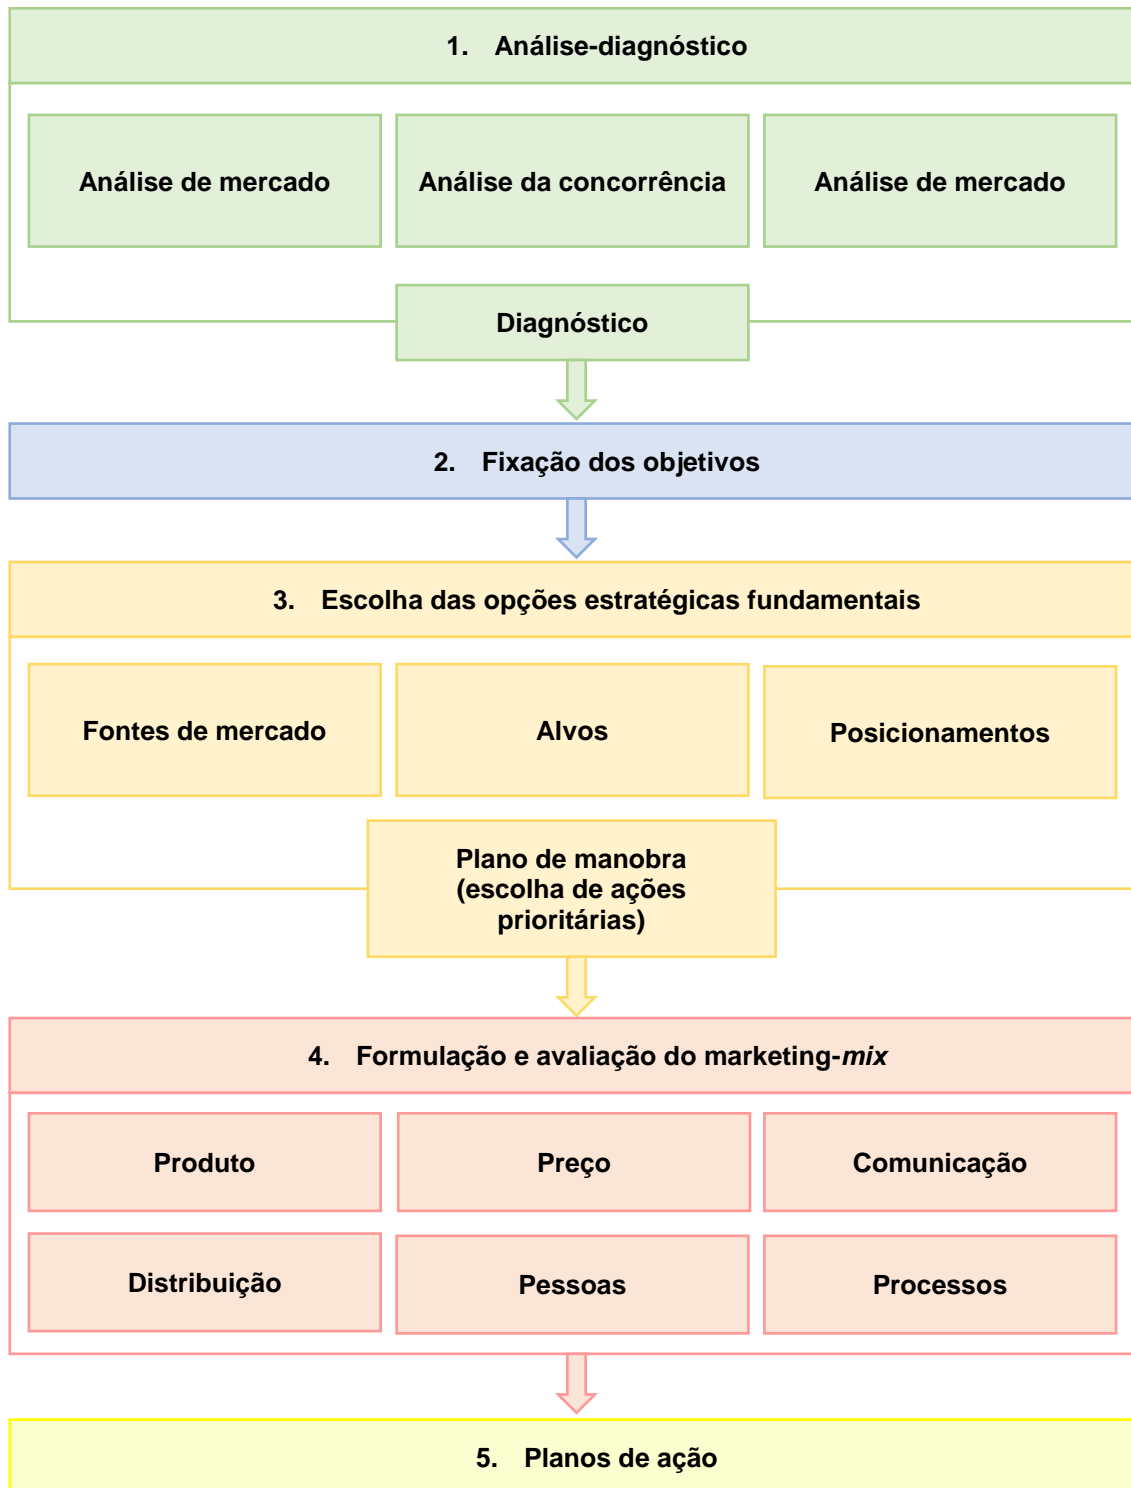 1. Análise-diagnóstico
Análise de mercado
Análise da concorrência
Análise de mercado
Diagnóstico
2. Fixação dos objetivos
3. Escolha das opções estratégicas fundamentais
Fontes de mercado
Alvos
Posicionamentos
Plano de manobra
(escolha de ações
prioritárias)
4. Formulação e avaliação do marketing-mix
Produto
Preço
Comunicação
Distribuição
Pessoas
Processos
5. Planos de ação